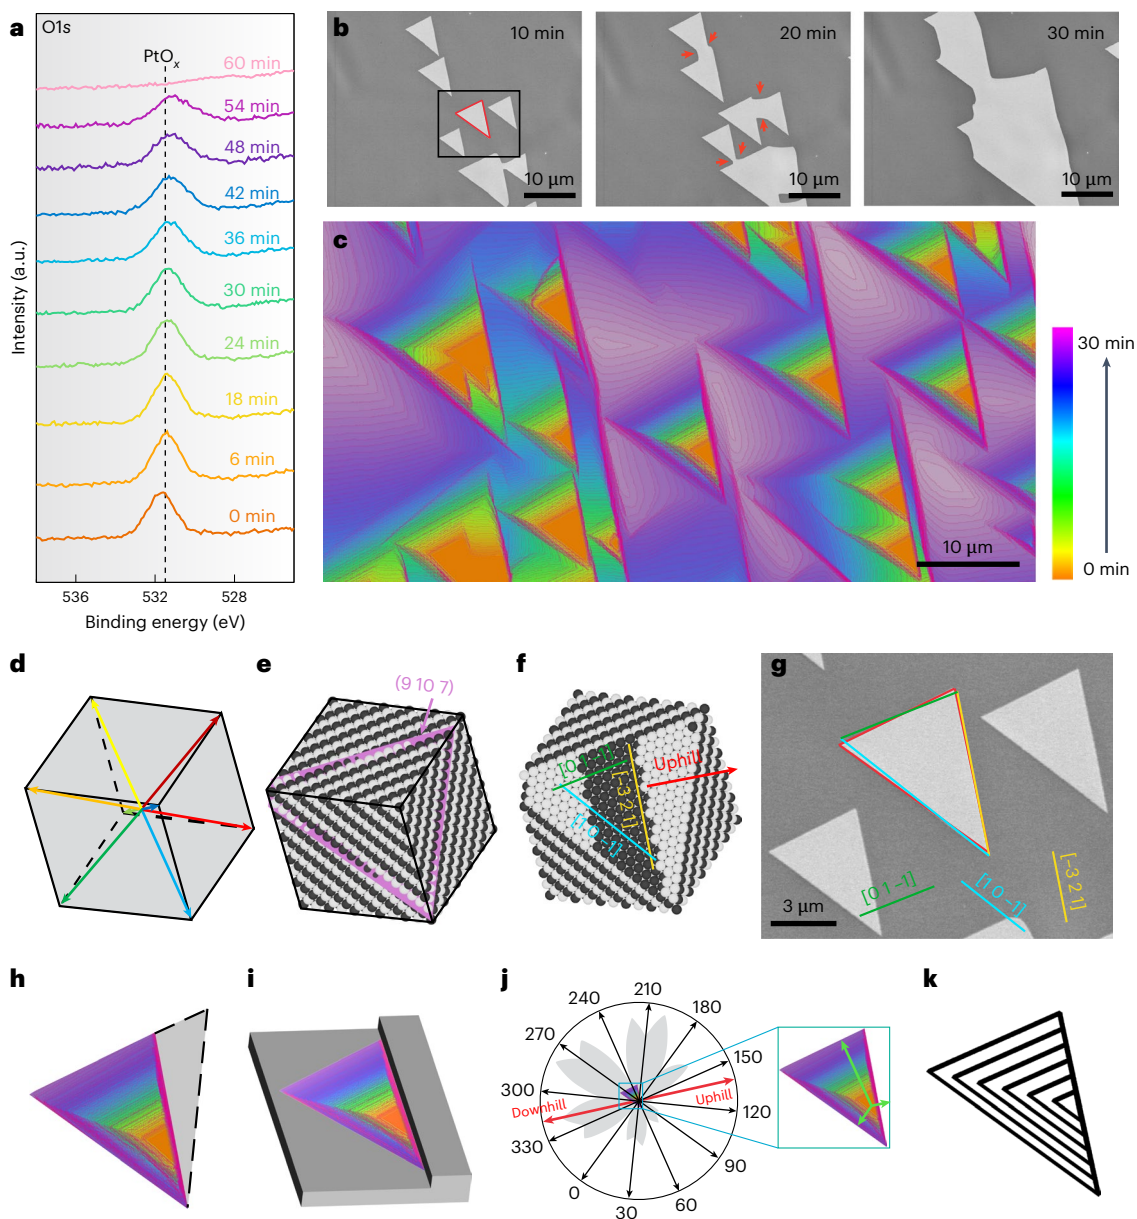 a
O1s
PtOx
60 min
54 min
48 min
42 min
36 min
30 min
24 min
18 min
6 min
0 min
Intensity (a.u.)
536 532 528
Binding energy (eV)
b
10 min
10 μm
20 min
10 μm
30 min
10 μm
c
10 μm
30 min
0 min
d
e
(9 10 7)
f
[0 1 –1]
[–3 2 1]
[1 0 –1]
Uphill
g
[0 1 –1]
[1 0 –1]
[–3 2 1]
3 μm
h
i
j
210
240
180
270
150
300
Downhill
Uphill
120
330
90
0
60
30
k